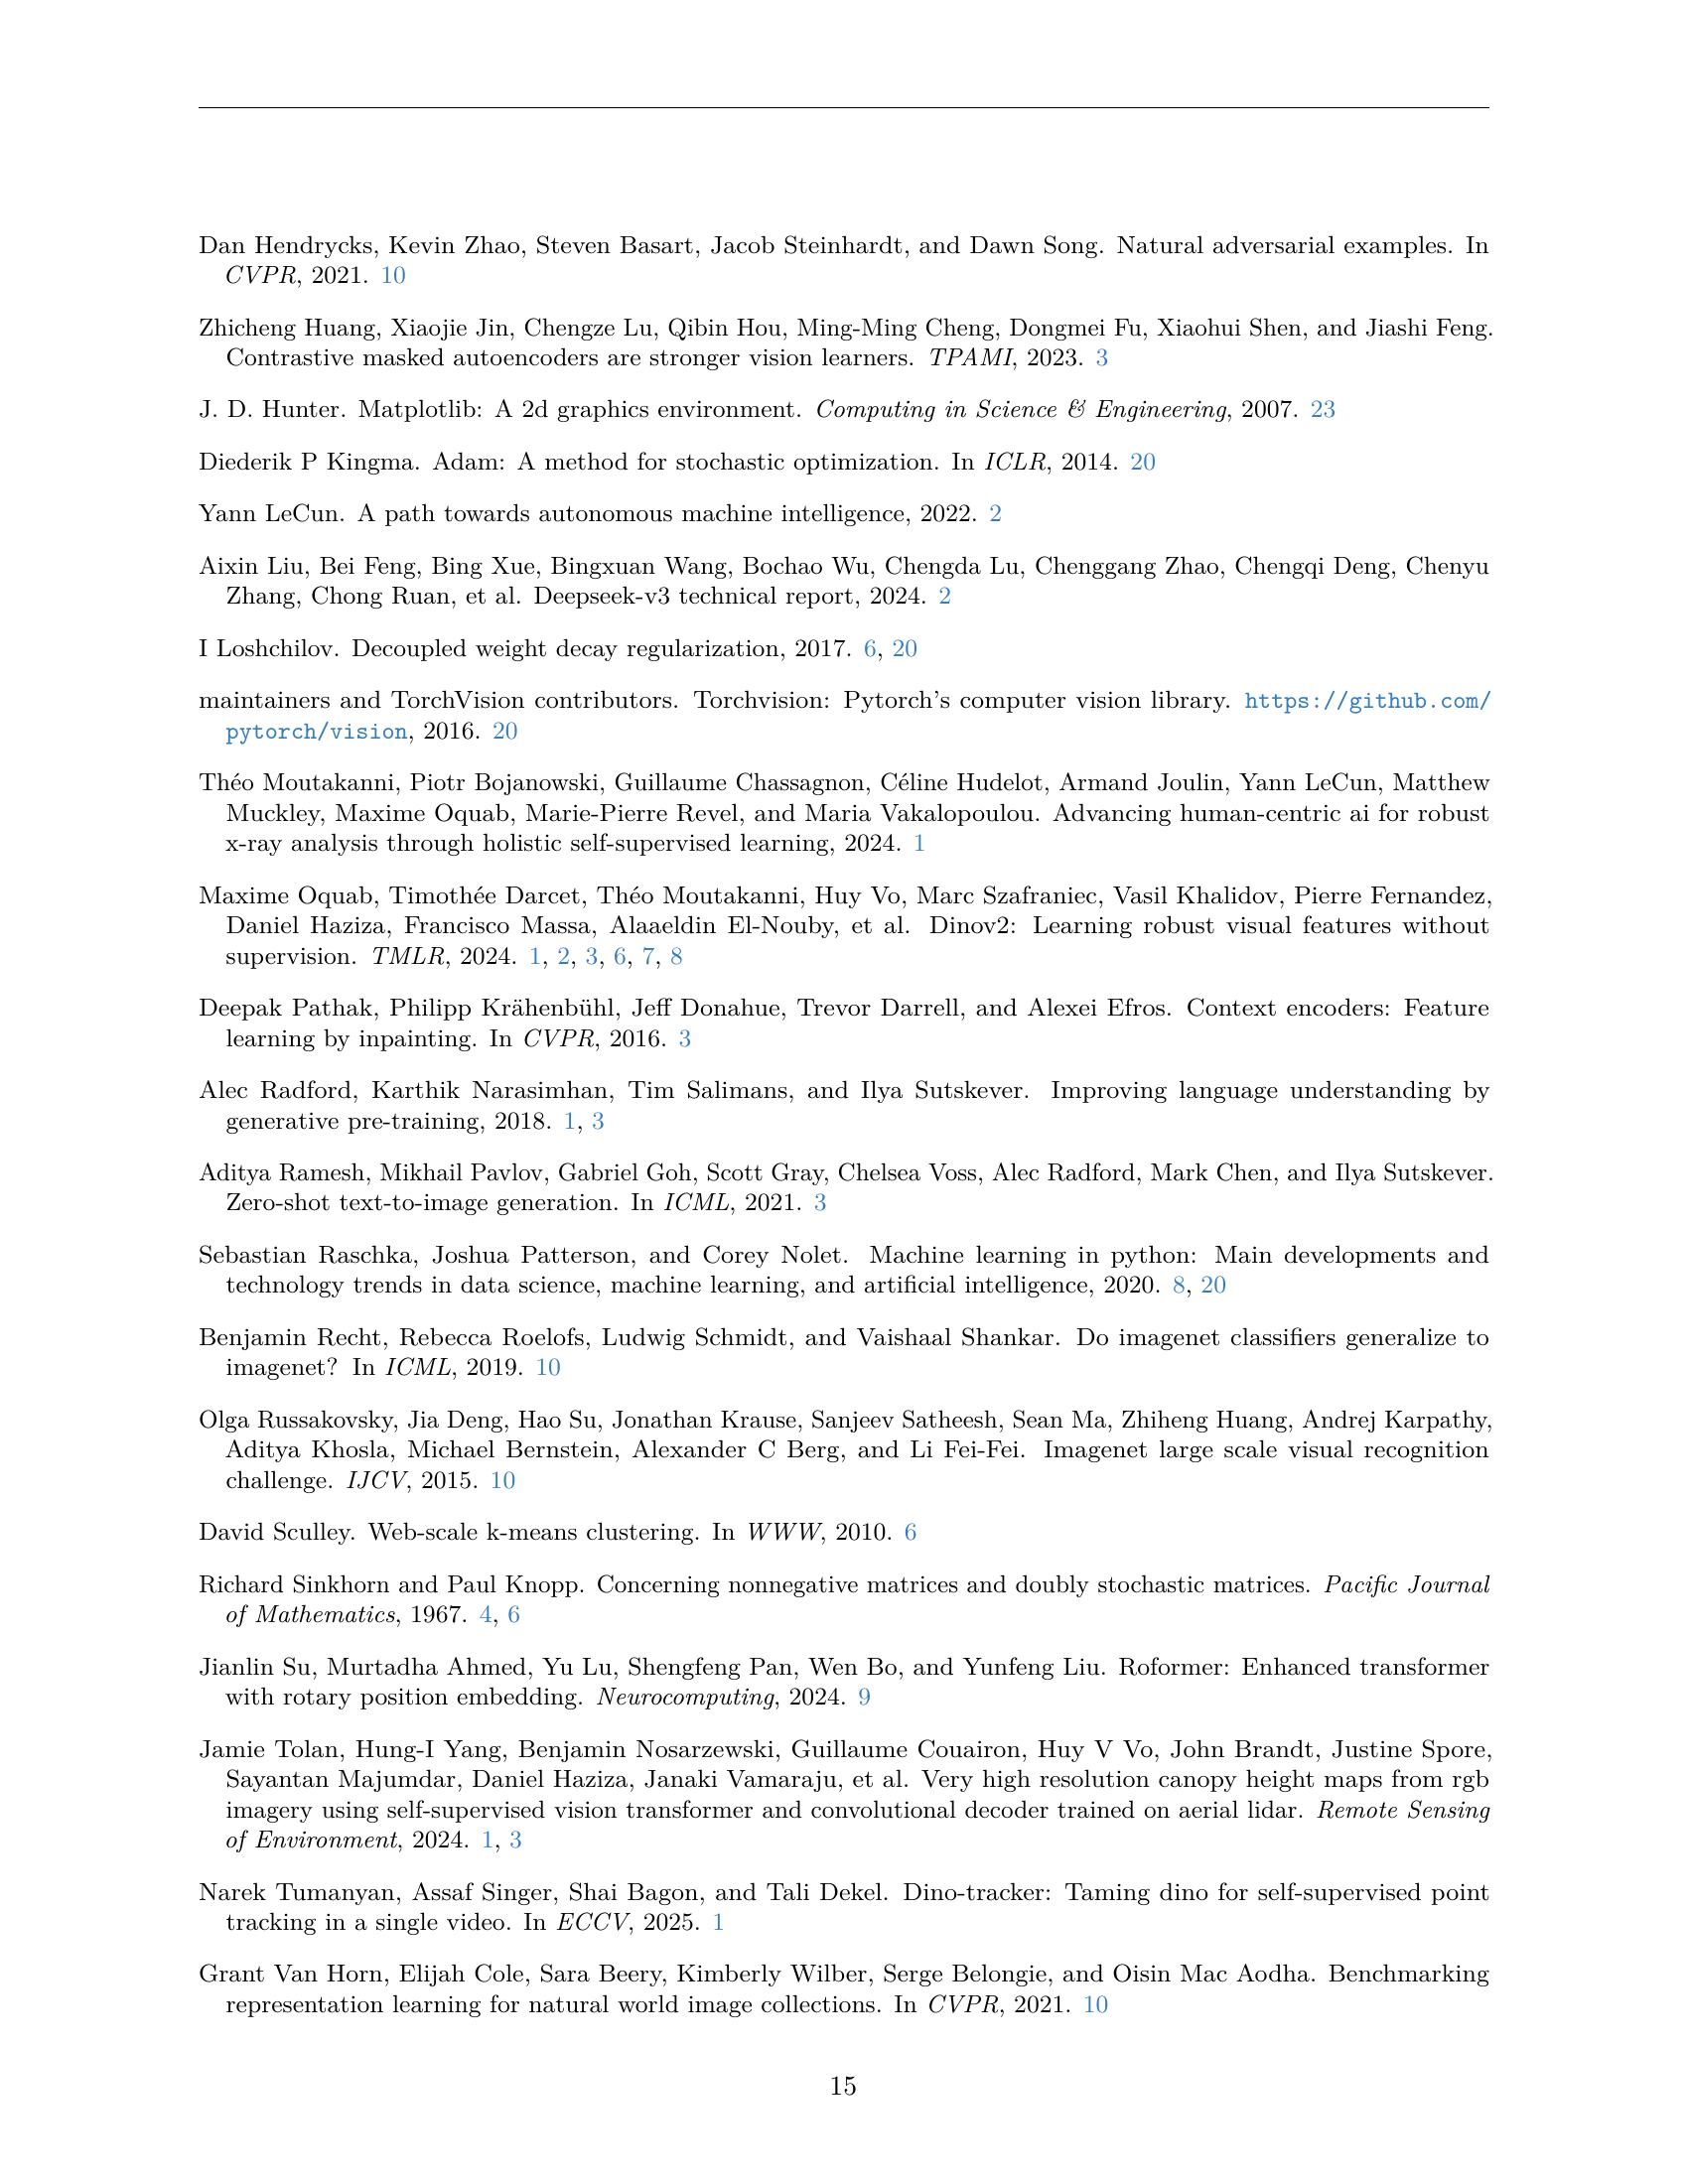 Dan Hendrycks, Kevin Zhao, Steven Basart, Jacob Steinhardt, and Dawn Song. Natural adversarial examples. In
CVPR, 2021. 10
Zhicheng Huang, Xiaojie Jin, Chengze Lu, Qibin Hou, Ming-Ming Cheng, Dongmei Fu, Xiaohui Shen, and Jiashi Feng.
Contrastive masked autoencoders are stronger vision learners. TPAMI, 2023. 3
J. D. Hunter. Matplotlib: A 2d graphics environment. Computing in Science & Engineering, 2007. 23
Diederik P Kingma. Adam: A method for stochastic optimization. In ICLR, 2014. 20
Yann LeCun. A path towards autonomous machine intelligence, 2022. 2
Aixin Liu, Bei Feng, Bing Xue, Bingxuan Wang, Bochao Wu, Chengda Lu, Chenggang Zhao, Chengqi Deng, Chenyu
Zhang, Chong Ruan, et al. Deepseek-v3 technical report, 2024. 2
I Loshchilov. Decoupled weight decay regularization, 2017. 6, 20
maintainers and TorchVision contributors. Torchvision: Pytorch's computer vision library. https://github.com/
pytorch/vision, 2016. 20
Théo Moutakanni, Piotr Bojanowski, Guillaume Chassagnon, Céline Hudelot, Armand Joulin, Yann LeCun, Matthew
Muckley, Maxime Oquab, Marie-Pierre Revel, and Maria Vakalopoulou. Advancing human-centric ai for robust
x-ray analysis through holistic self-supervised learning, 2024. 1
Maxime Oquab, Timothée Darcet, Théo Moutakanni, Huy Vo, Marc Szafraniec, Vasil Khalidov, Pierre Fernandez,
Daniel Haziza, Francisco Massa, Alaaeldin El-Nouby, et al. Dinov2: Learning robust visual features without
supervision. TMLR, 2024. 1, 2, 3, 6, 7, 8
Deepak Pathak, Philipp Krähenbühl, Jeff Donahue, Trevor Darrell, and Alexei Efros. Context encoders: Feature
learning by inpainting. In CVPR, 2016. 3
Alec Radford, Karthik Narasimhan, Tim Salimans, and Ilya Sutskever. Improving language understanding by
generative pre-training, 2018. 1, 3
Aditya Ramesh, Mikhail Pavlov, Gabriel Goh, Scott Gray, Chelsea Voss, Alec Radford, Mark Chen, and Ilya Sutskever.
Zero-shot text-to-image generation. In ICML, 2021. 3
Sebastian Raschka, Joshua Patterson, and Corey Nolet. Machine learning in python: Main developments and
technology trends in data science, machine learning, and artificial intelligence, 2020. 8, 20
Benjamin Recht, Rebecca Roelofs, Ludwig Schmidt, and Vaishaal Shankar. Do imagenet classifiers generalize to
imagenet? In ICML, 2019. 10
Olga Russakovsky, Jia Deng, Hao Su, Jonathan Krause, Sanjeev Satheesh, Sean Ma, Zhiheng Huang, Andrej Karpathy,
Aditya Khosla, Michael Bernstein, Alexander C Berg, and Li Fei-Fei. Imagenet large scale visual recognition
challenge. IJCV, 2015. 10
David Sculley. Web-scale k-means clustering. In WWW, 2010. 6
Richard Sinkhorn and Paul Knopp. Concerning nonnegative matrices and doubly stochastic matrices. Pacific Journal
of Mathematics, 1967. 4, 6
Jianlin Su, Murtadha Ahmed, Yu Lu, Shengfeng Pan, Wen Bo, and Yunfeng Liu. Roformer: Enhanced transformer
with rotary position embedding. Neurocomputing, 2024. 9
Jamie Tolan, Hung-I Yang, Benjamin Nosarzewski, Guillaume Couairon, Huy V Vo, John Brandt, Justine Spore,
Sayantan Majumdar, Daniel Haziza, Janaki Vamaraju, et al. Very high resolution canopy height maps from rgb
imagery using self-supervised vision transformer and convolutional decoder trained on aerial lidar. Remote Sensing
of Environment, 2024. 1, 3
Narek Tumanyan, Assaf Singer, Shai Bagon, and Tali Dekel. Dino-tracker: Taming dino for self-supervised point
tracking in a single video. In ECCV, 2025. 1
Grant Van Horn, Elijah Cole, Sara Beery, Kimberly Wilber, Serge Belongie, and Oisin Mac Aodha. Benchmarking
representation learning for natural world image collections. In CVPR, 2021. 10
15